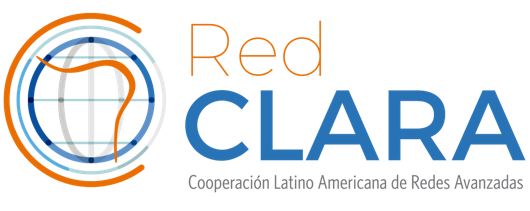 Red
CLARA
Cooperación Latino Americana de Redes Avanzadas